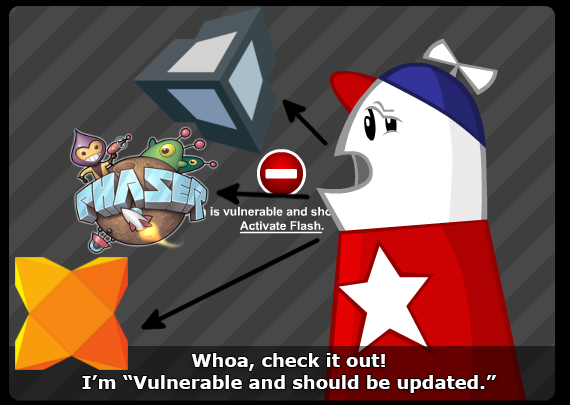 PHASER
is vulnerable and sho
Activate Flash.
Whoa, check it out!
I'm “Vulnerable and should be updated.”